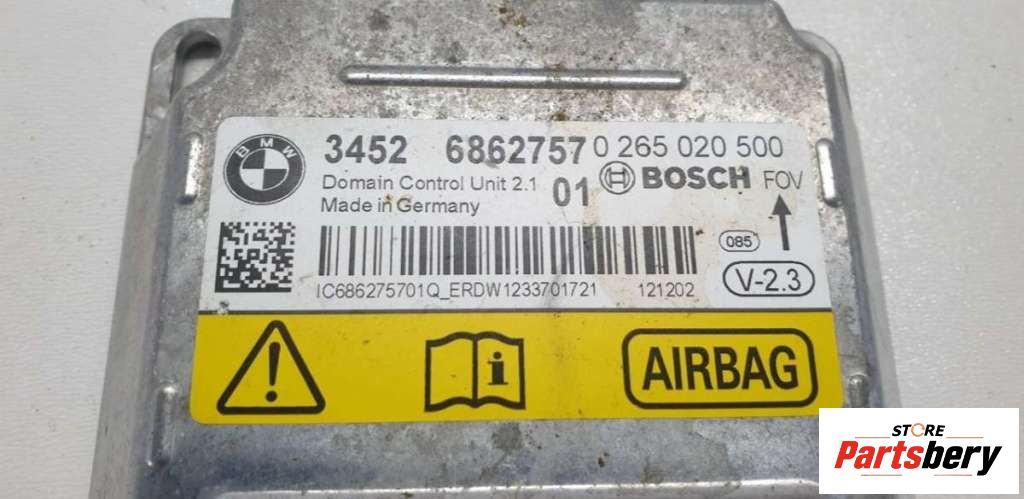 BMW
3452 6862757 0 265 020 500
Domain Control Unit 2.1 01 BOSCH FOV
Made in Germany
085
IC686275701Q_ERDW1233701721 121202
V-2.3
i AIRBAG
STORE
Partsbery